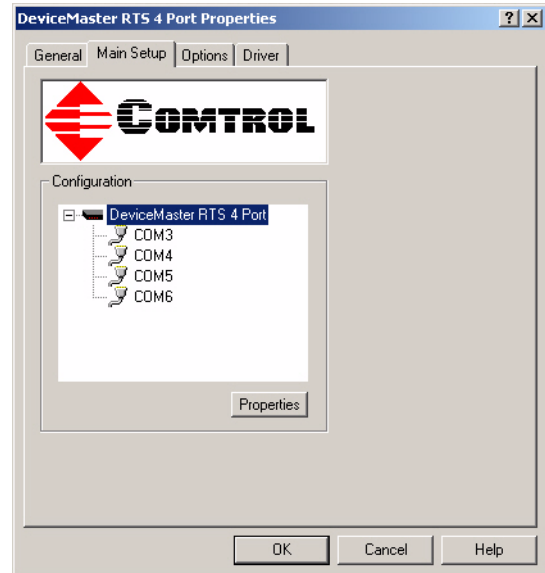 DeviceMaster RTS 4 Port Properties
General Main Setup Options Driver
COMTROL
Configuration
DeviceMaster RTS 4 Port
COM3
COM4
COM5
COM6
Properties
OK Cancel Help